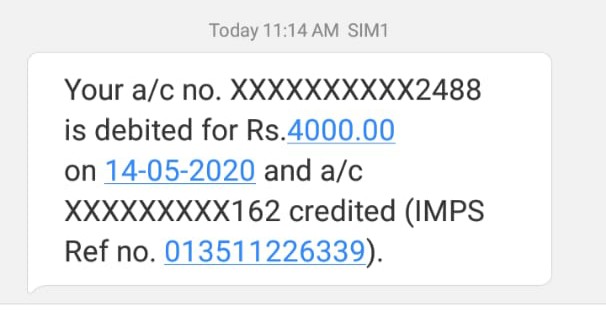 Today 11:14 AM SIM1
Your a/c no. XXXXXXXXXX2488
is debited for Rs.4000.00
on 14-05-2020 and a/c
XXXXXXXXX162 credited (IMPS
Ref no. 013511226339).